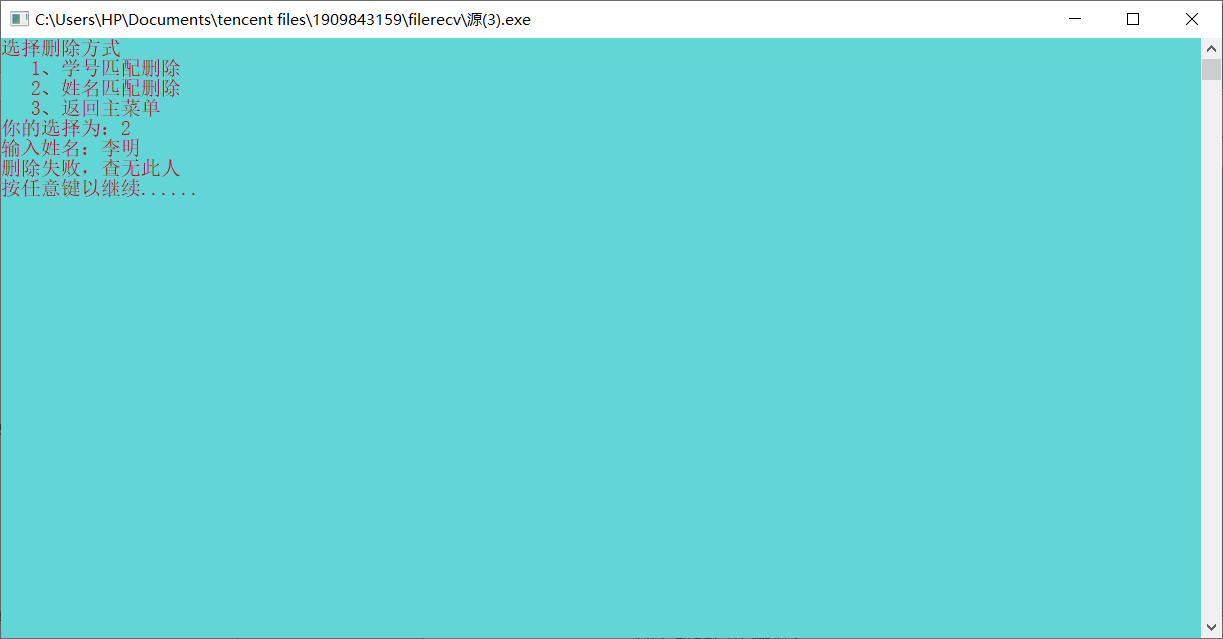 C:\Users\HP\Documents\tencent files\1909843159\filerecv\源(3).exe
选择删除方式
1、学号匹配删除
2、姓名匹配删除
3、返回主菜单
你的选择为：2
输入姓名：李明
删除失败，查无此人
按任意键以继续......